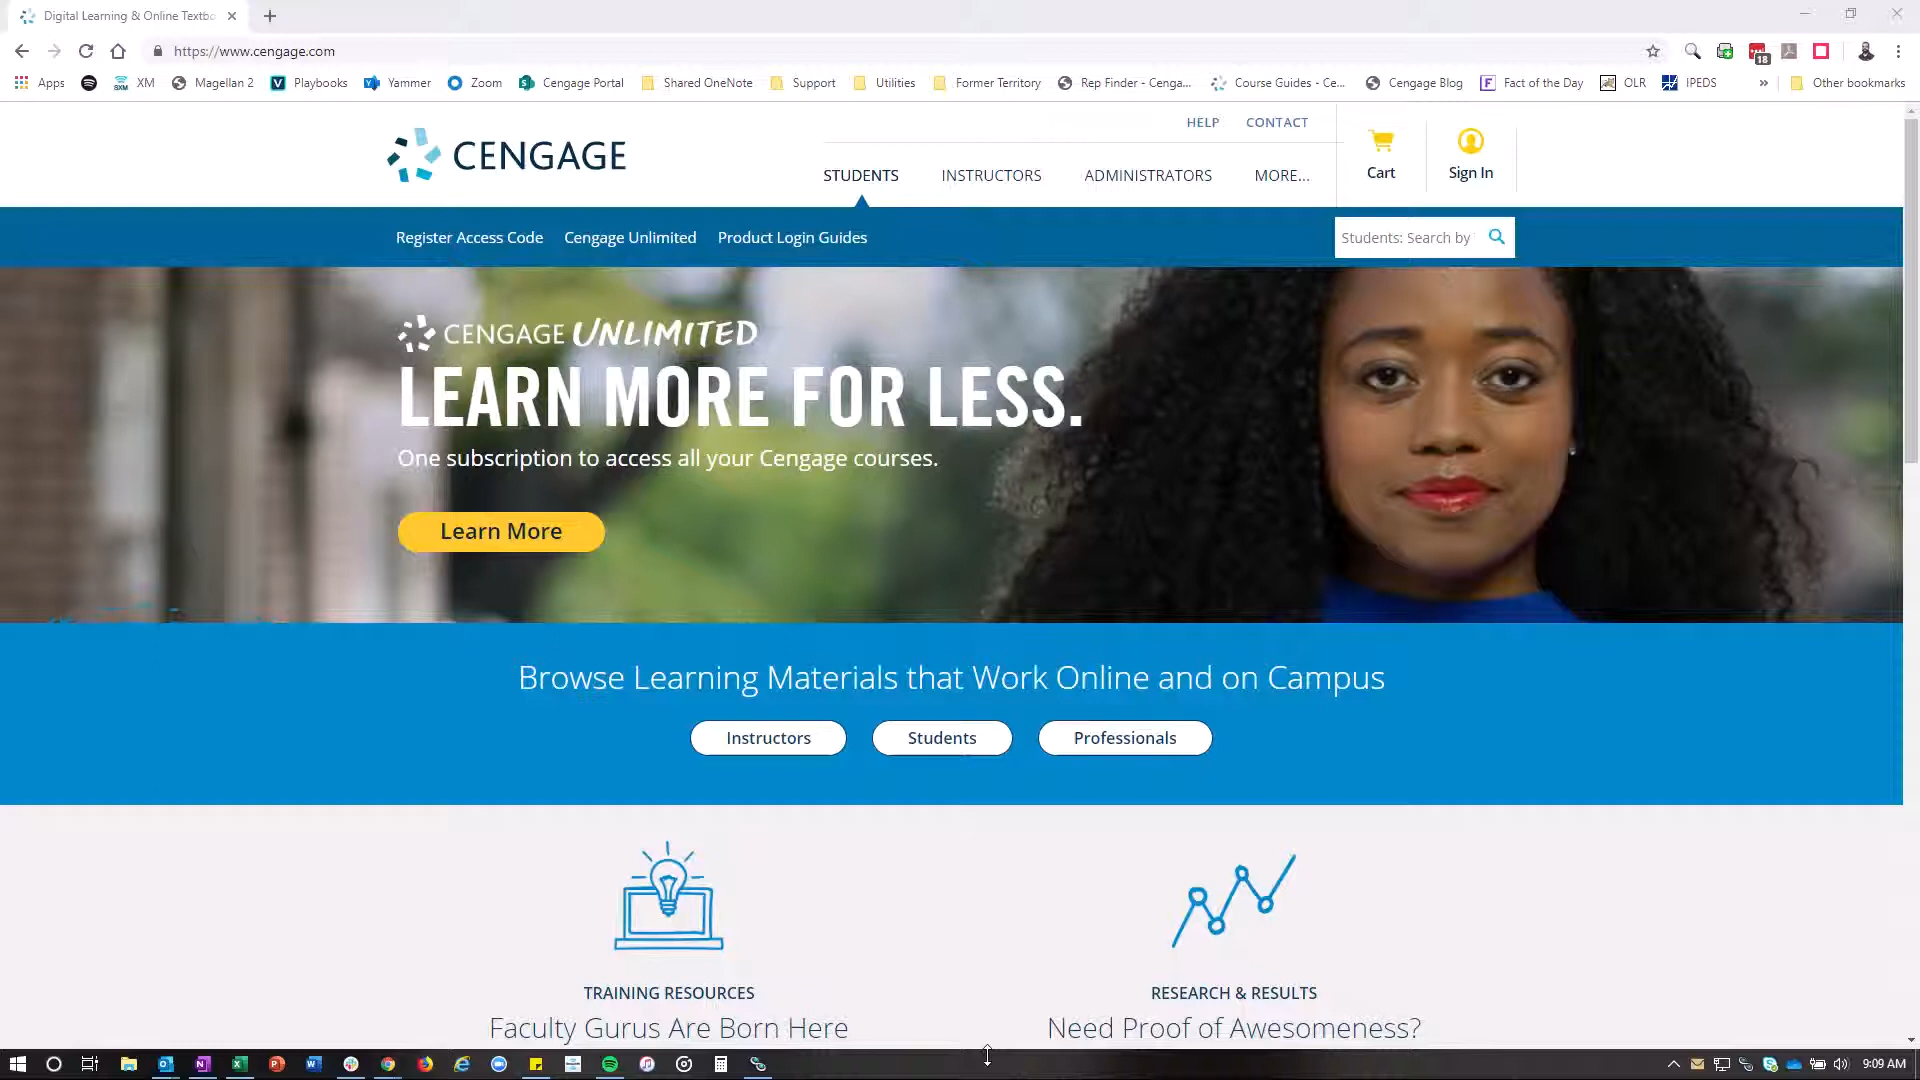 Digital Learning & Online Textbo
https://www.cengage.com
18
Apps XM Magellan 2 Playbooks Yammer Zoom Cengage Portal Shared OneNote Support Utilities Former Territory Rep Finder - Cenga... Course Guides - Ce... Cengage Blog Fact of the Day OLR IPEDS » Other bookmarks
HELP CONTACT
CENGAGE
STUDENTS INSTRUCTORS ADMINISTRATORS MORE... Cart Sign In
Register Access Code Cengage Unlimited Product Login Guides Students: Search by
CENGAGE UNLIMITED
LEARN MORE FOR LESS.
One subscription to access all your Cengage courses.
Learn More
Browse Learning Materials that Work Online and on Campus
Instructors Students Professionals
TRAINING RESOURCES RESEARCH & RESULTS
Faculty Gurus Are Born Here Need Proof of Awesomeness?
9:09 AM